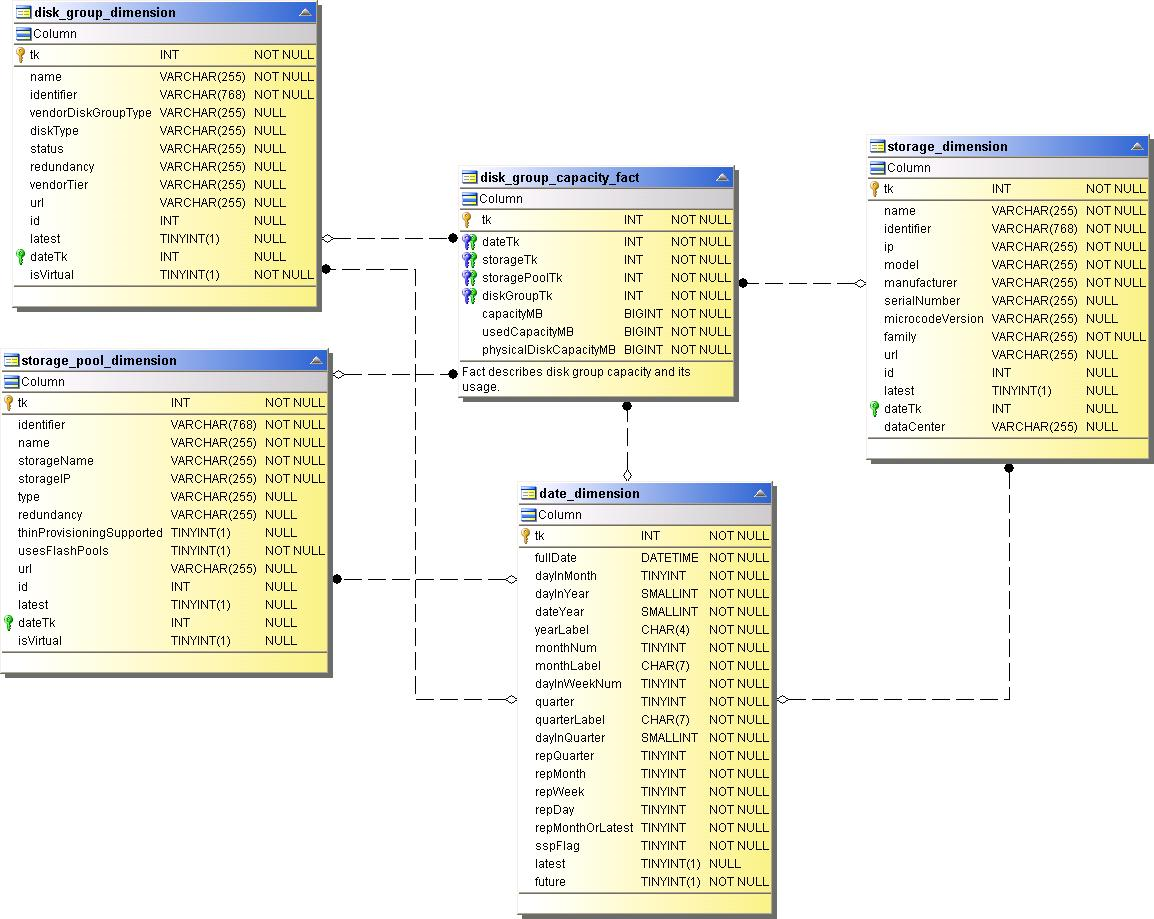 disk_group_dimension
Column
tk INT NOT NULL
name VARCHAR(255) NOT NULL
identifier VARCHAR(768) NOT NULL
vendorDiskGroupType VARCHAR(255) NULL
diskType VARCHAR(255) NULL
status VARCHAR(255) NULL
redundancy VARCHAR(255) NULL
vendorTier VARCHAR(255) NULL
url VARCHAR(255) NULL
id INT NULL
latest TINYINT(1) NULL
dateTk INT NULL
isVirtual TINYINT(1) NOT NULL
storage_pool_dimension
Column
tk INT NOT NULL
identifier VARCHAR(768) NOT NULL
name VARCHAR(255) NOT NULL
storageName VARCHAR(255) NOT NULL
storageIP VARCHAR(255) NOT NULL
type VARCHAR(255) NULL
redundancy VARCHAR(255) NULL
thinProvisioningSupported TINYINT(1) NULL
usesFlashPools TINYINT(1) NOT NULL
url VARCHAR(255) NULL
id INT NULL
latest TINYINT(1) NULL
dateTk INT NULL
isVirtual TINYINT(1) NULL
disk_group_capacity_fact
Column
tk INT NOT NULL
dateTk INT NOT NULL
storageTk INT NOT NULL
storagePoolTk INT NOT NULL
diskGroupTk INT NOT NULL
capacityMB BIGINT NOT NULL
usedCapacityMB BIGINT NOT NULL
physicalDiskCapacityMB BIGINT NOT NULL
Fact describes disk group capacity and its
usage.
date_dimension
Column
tk INT NOT NULL
fullDate DATETIME NOT NULL
dayInMonth TINYINT NOT NULL
dayInYear SMALLINT NOT NULL
dateYear SMALLINT NOT NULL
yearLabel CHAR(4) NOT NULL
monthNum TINYINT NOT NULL
monthLabel CHAR(7) NOT NULL
dayInWeekNum TINYINT NOT NULL
quarter TINYINT NOT NULL
quarterLabel CHAR(7) NOT NULL
dayInQuarter SMALLINT NOT NULL
repQuarter TINYINT NOT NULL
repMonth TINYINT NOT NULL
repWeek TINYINT NOT NULL
repDay TINYINT NOT NULL
repMonthOrLatest TINYINT NOT NULL
sspFlag TINYINT NOT NULL
latest TINYINT(1) NULL
future TINYINT(1) NOT NULL
storage_dimension
Column
tk INT NOT NULL
name VARCHAR(255) NOT NULL
identifier VARCHAR(768) NOT NULL
ip VARCHAR(255) NOT NULL
model VARCHAR(255) NOT NULL
manufacturer VARCHAR(255) NOT NULL
serialNumber VARCHAR(255) NULL
microcodeVersion VARCHAR(255) NULL
family VARCHAR(255) NOT NULL
url VARCHAR(255) NULL
id INT NULL
latest TINYINT(1) NULL
dateTk INT NULL
dataCenter VARCHAR(255) NULL